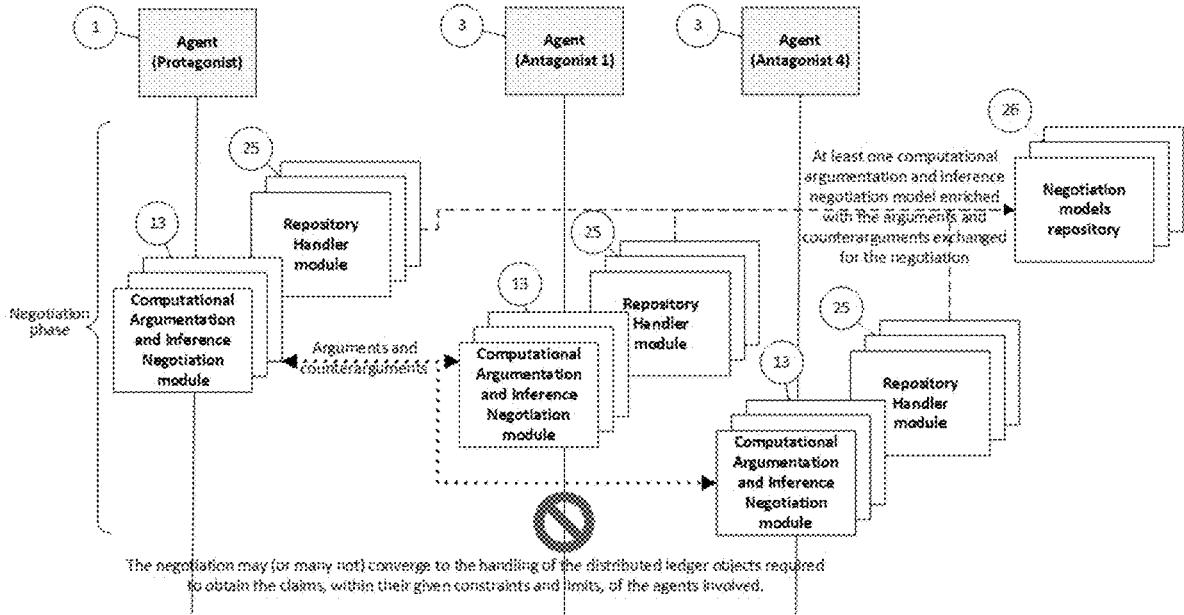 1
Agent
(Protagonist)
3
Agent
(Antagonist 1)
3
Agent
(Antagonist 4)
26
Negotiation
models
repository
At least one computational
argumentation and inference
negotiation model enriched
with the arguments and
counterarguments exchanged
for the negotiation
25
Repository
Handler
module
13
Computational
Argumentation
and Inference
Negotiation
module
Negotiation
phase
Arguments and
counterarguments
25
Repository
Handler
module
13
Computational
Argumentation
and Inference
Negotiation
module
25
Repository
Handler
module
13
Computational
Argumentation
and Inference
Negotiation
module
The negotiation may (or many not) converge to the handling of the distributed ledger objects required
to obtain the claims, within their given constraints and limits, of the agents involved.